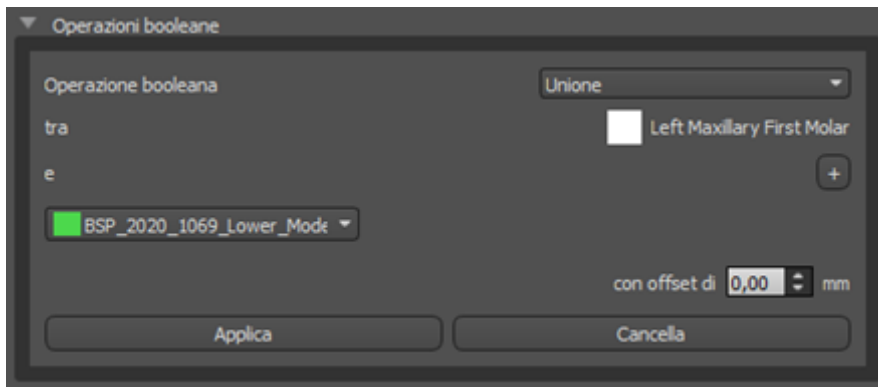 Operazioni booleane
Operazione booleana Unione
tra Left Maxillary First Molar
e +
BSP_2020_1069_Lower_Mode
con offset di 0,00 mm
Applica Cancella